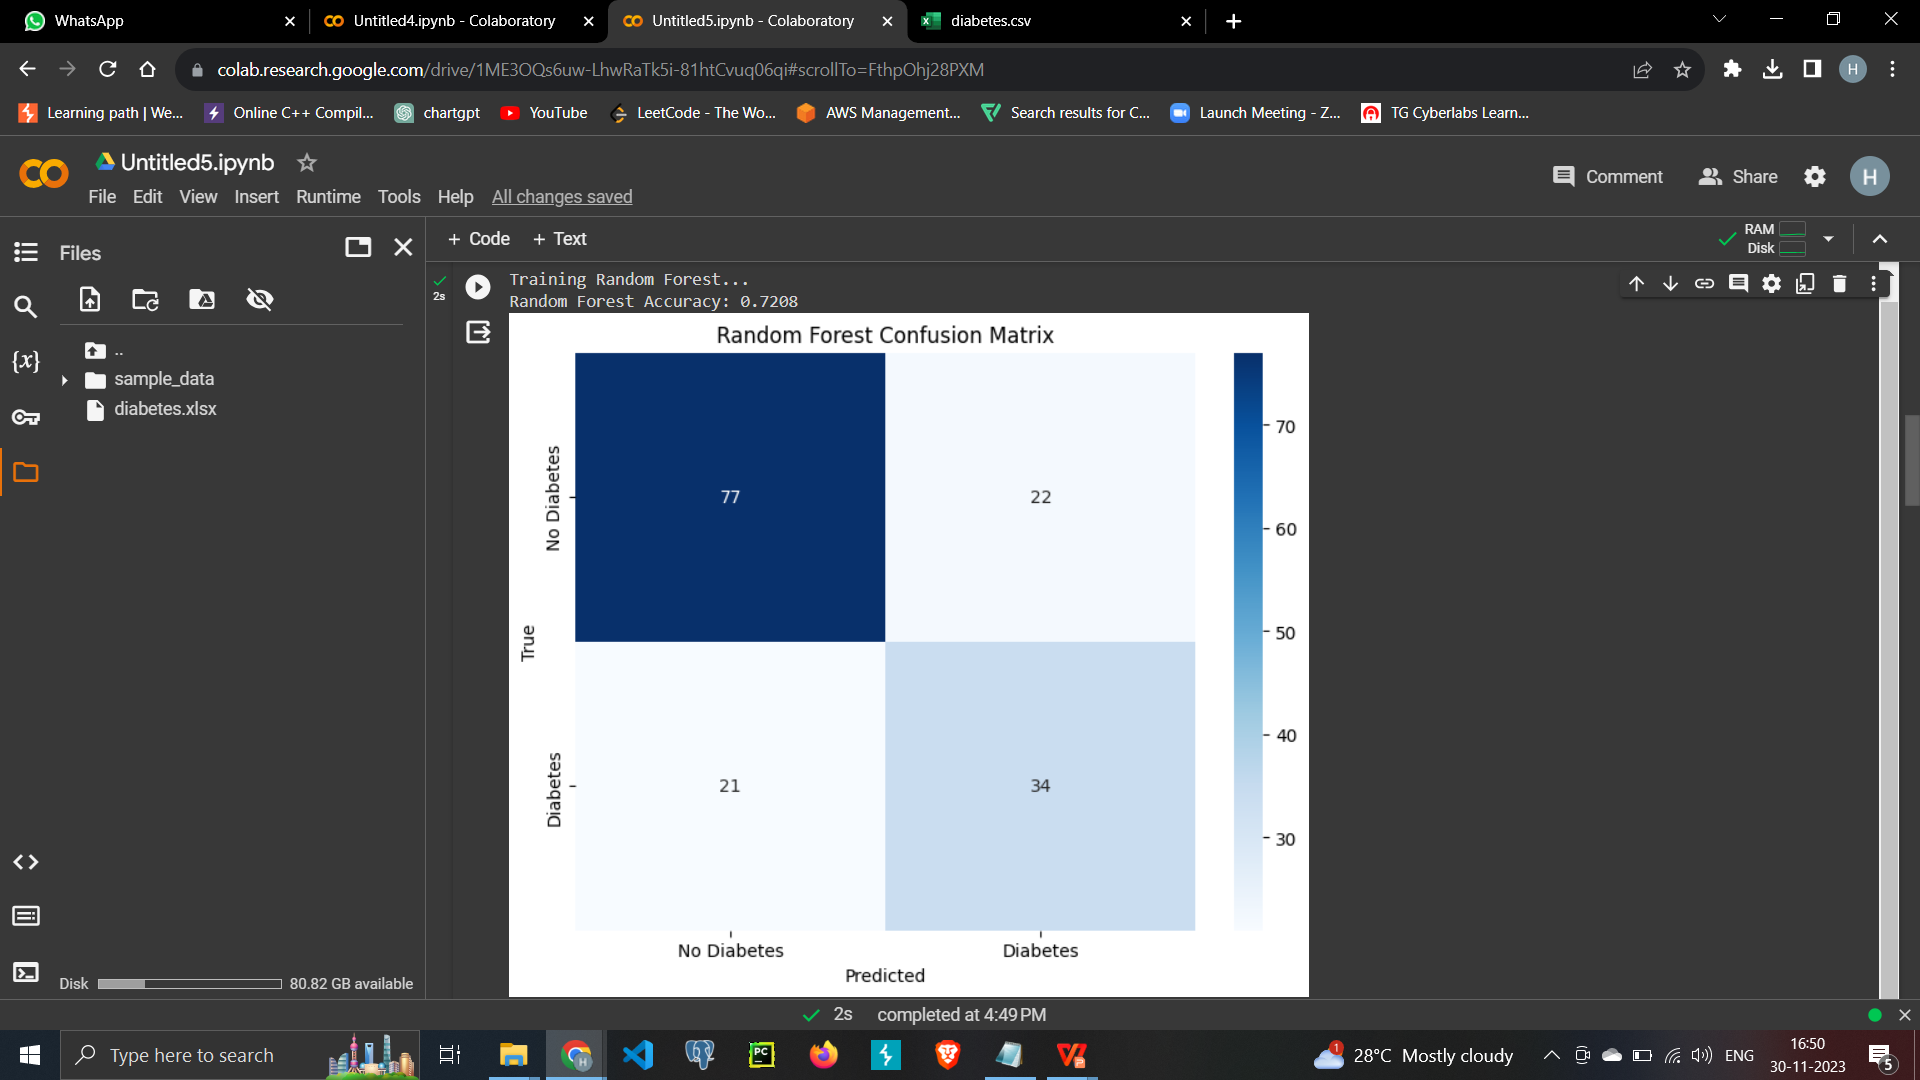 WhatsApp
Untitled4.ipynb - Colaboratory
Untitled5.ipynb - Colaboratory
diabetes.csv
colab.research.google.com/drive/1ME3OQs6uw-LhwRaTk5i-81htCvuq06qi#scrollTo=FthpOhj28PXM
H
Learning path | We...
Online C++ Compil...
chartgpt
YouTube
LeetCode - The Wo...
AWS Management...
Search results for C...
Launch Meeting - Z...
TG Cyberlabs Learn...
Untitled5.ipynb
File Edit View Insert Runtime Tools Help All changes saved
Comment
Share
H
Files
+ Code + Text
RAM
Disk
..
sample_data
diabetes.xlsx
{x}
2s
Training Random Forest...
Random Forest Accuracy: 0.7208
Random Forest Confusion Matrix
No Diabetes
Diabetes
True
77
22
21
34
No Diabetes
Diabetes
Predicted
70
60
50
40
30
Disk
80.82 GB available
2s completed at 4:49 PM
Type here to search
H
PC
1
28°C Mostly cloudy
ENG
16:50
30-11-2023
5